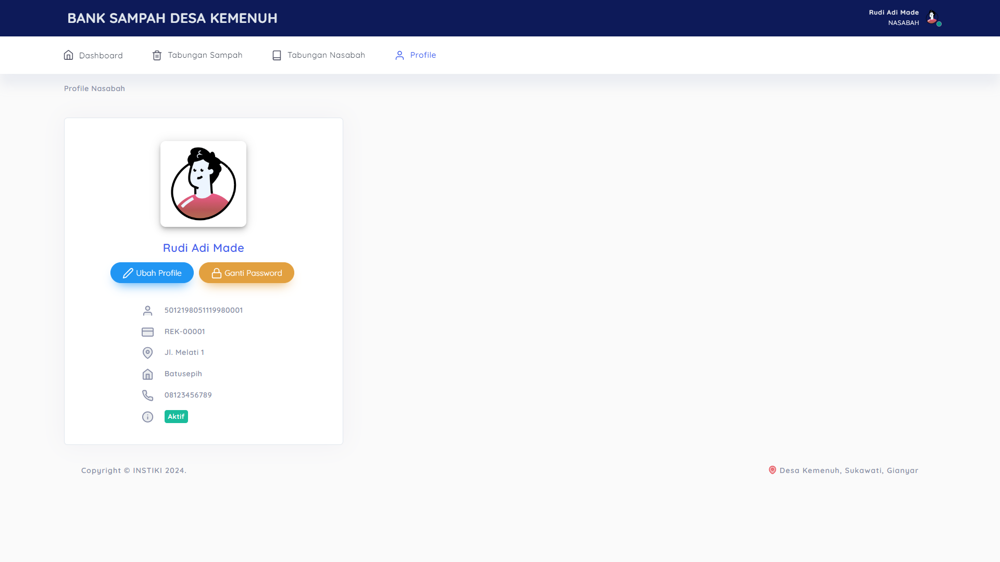 BANK SAMPAH DESA KEMENUH
Rudi Adi Made
NASABAH
Dashboard
Tabungan Sampah
Tabungan Nasabah
Profile
Profile Nasabah
Rudi Adi Made
Ubah Profile
Ganti Password
5012198051119980001
REK-00001
Jl. Melati 1
Batusepih
08123456789
Aktif
Copyright © INSTIKI 2024.
Desa Kemenuh, Sukawati, Gianyar